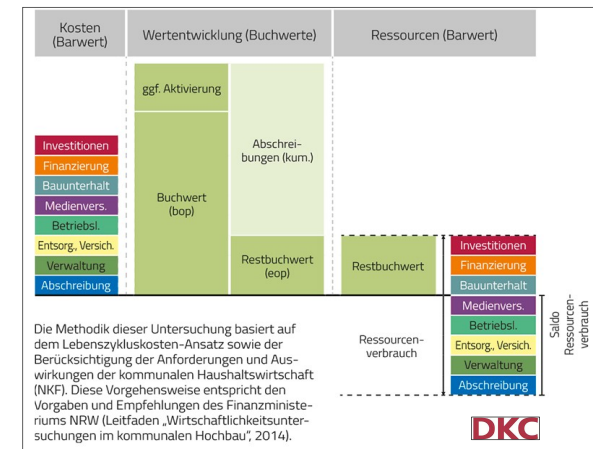 Kosten
(Barwert)
Wertentwicklung (Buchwerte)
Ressourcen (Barwert)
ggf. Aktivierung
Buchwert
(bop)
Abschrei-
bungen (kum.)
Restbuchwert
(eop)
Investitionen
Finanzierung
Bauunterhalt
Medienvers.
Betriebsl.
Entsorg., Versich.
Verwaltung
Abschreibung
Restbuchwert
Ressourcen-
verbrauch
Investitionen
Finanzierung
Bauunterhalt
Medienvers.
Betriebsl.
Entsorg., Versich.
Verwaltung
Abschreibung
Saldo
Ressourcen-
verbrauch
Die Methodik dieser Untersuchung basiert auf
dem Lebenszykluskosten-Ansatz sowie der
Berücksichtigung der Anforderungen und Aus-
wirkungen der kommunalen Haushaltswirtschaft
(NKF). Diese Vorgehensweise entspricht den
Vorgaben und Empfehlungen des Finanzministe-
riums NRW (Leitfaden „Wirtschaftlichkeitsunter-
suchungen im kommunalen Hochbau“, 2014).
DKC